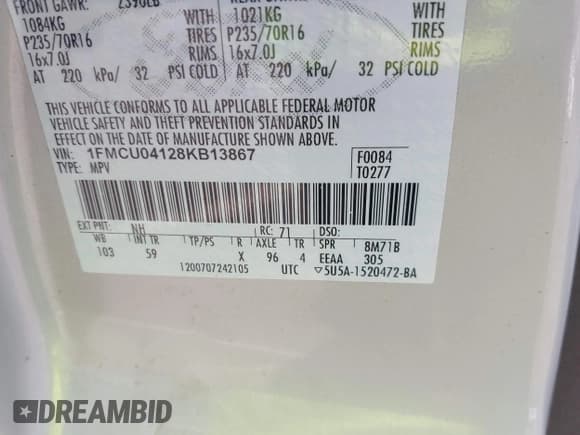 FRONT GAWR: 2390LB
1084KG WITH 1021KG WITH
P235/70R16 TIRES P235/70R16 TIRES
16x7.0J RIMS 16x7.0J RIMS
AT 220 kPa/ 32 PSI COLD AT 220 kPa/ 32 PSI COLD
THIS VEHICLE CONFORMS TO ALL APPLICABLE FEDERAL MOTOR
VEHICLE SAFETY AND THEFT PREVENTION STANDARDS IN
EFFECT ON THE DATE OF MANUFACTURE SHOWN ABOVE.
VIN: 1FMCU04128KB13867 F0084
TYPE: MPV T0277
EXT PNT: NH RC: 71 DSO:
WB INT TR TP/PS R AXLE TR SPR 8M71B
103 59 X 96 4 EEAA 305
1200707242105 UTC ▽5U5A-1520472-BA
DREAMBID